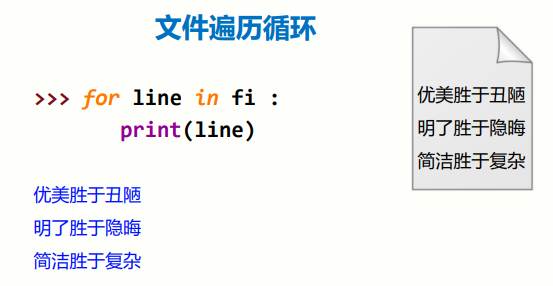 文件遍历循环
>>> for line in fi :
print(line)
优美胜于丑陋
明了胜于隐晦
简洁胜于复杂
优美胜于丑陋
明了胜于隐晦
简洁胜于复杂